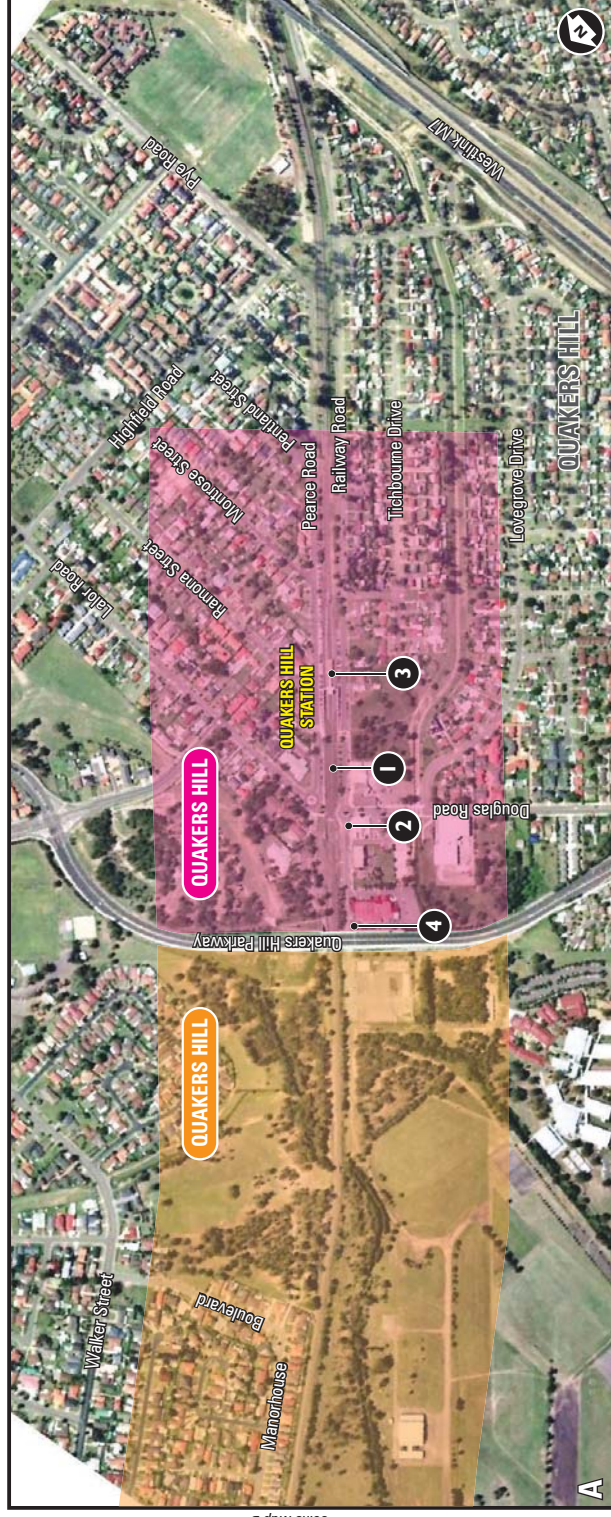 N
Westlink M7
Pye Road
Highfield Road
Pentland Street
Montrose Street
Ramona Street
Lalor Road
Pearce Road
Railway Road
Tichbourne Drive
Lovegrove Drive
QUAKERS HILL
QUAKERS HILL
STATION
QUAKERS HILL
3
1
2
4
Douglas Road
Quakers Hill Parkway
QUAKERS HILL
Walker Street
Manorhouse
Boulevard
A